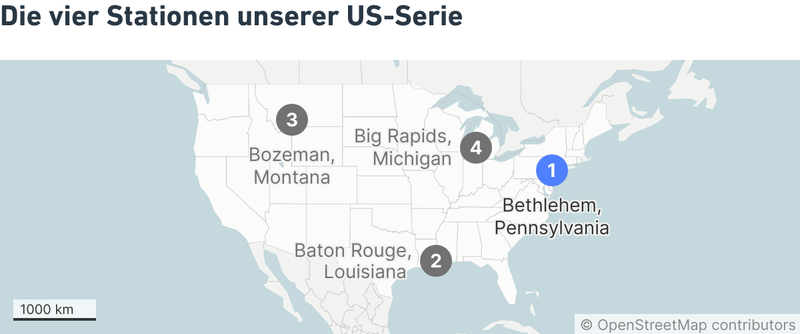 Die vier Stationen unserer US-Serie
3
Bozeman,
Montana
Big Rapids,
Michigan
4
1
Bethlehem,
Pennsylvania
Baton Rouge,
Louisiana
2
1000 km
© OpenStreetMap contributors